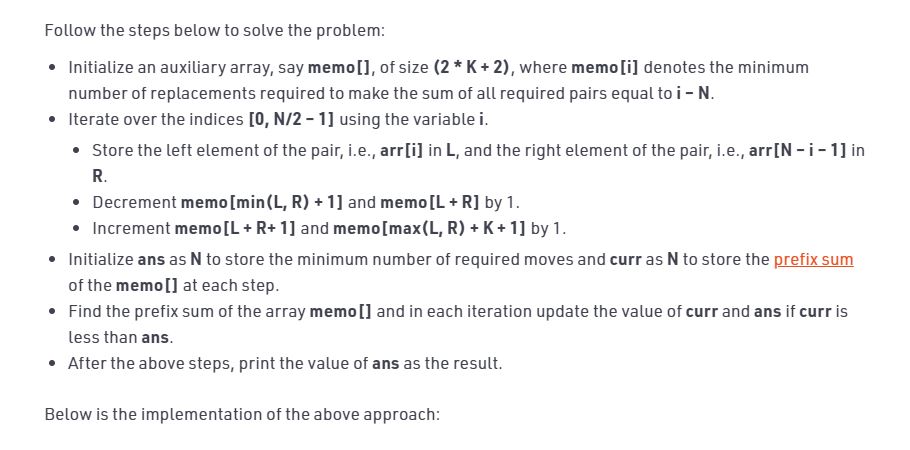 Follow the steps below to solve the problem:
• Initialize an auxiliary array, say memo[], of size (2 * K + 2), where memo[i] denotes the minimum
number of replacements required to make the sum of all required pairs equal to i – N.
• Iterate over the indices [0, N/2 – 1] using the variable i.
• Store the left element of the pair, i.e., arr[i] in L, and the right element of the pair, i.e., arr[N – i – 1] in
R.
• Decrement memo[min(L, R) + 1] and memo[L + R] by 1.
• Increment memo[L + R+ 1] and memo[max(L, R) + K + 1] by 1.
• Initialize ans as N to store the minimum number of required moves and curr as N to store the prefix sum
of the memo[] at each step.
• Find the prefix sum of the array memo[] and in each iteration update the value of curr and ans if curr is
less than ans.
• After the above steps, print the value of ans as the result.
Below is the implementation of the above approach: